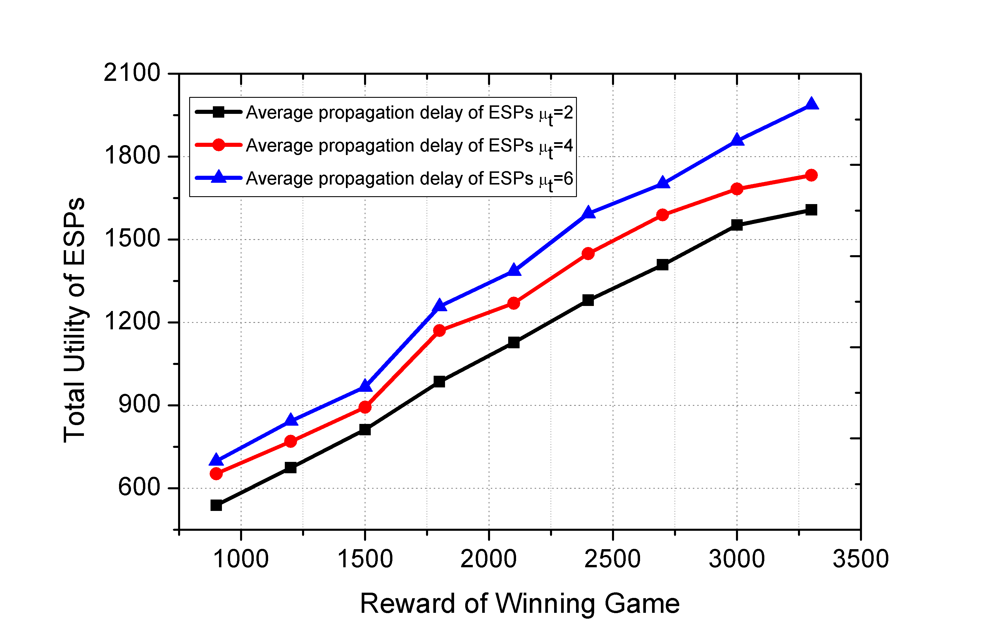 2100
1800
1500
1200
900
600
Total Utility of ESPs
Average propagation delay of ESPs μt=2
Average propagation delay of ESPs μt=4
Average propagation delay of ESPs μt=6
1000 1500 2000 2500 3000 3500
Reward of Winning Game